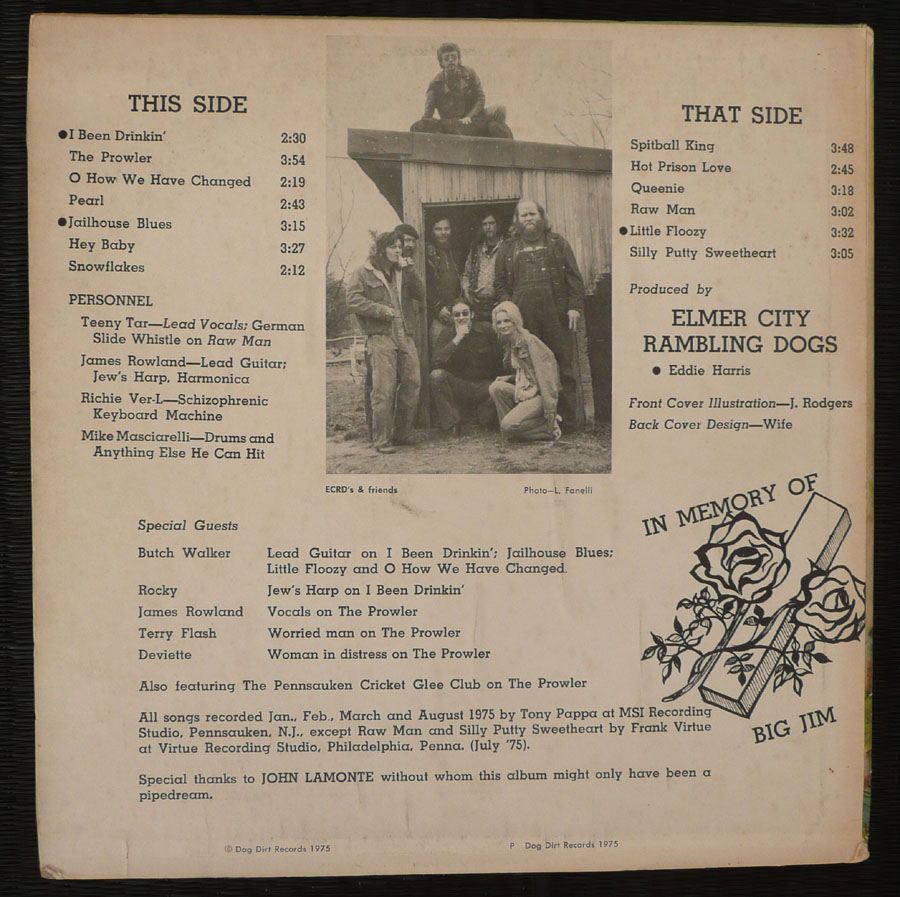 THIS SIDE
●I Been Drinkin' 2:30
The Prowler 3:54
O How We Have Changed 2:19
Pearl 2:43
●Jailhouse Blues 3:15
Hey Baby 3:27
Snowflakes 2:12
PERSONNEL
Teeny Tar—Lead Vocals; German
Slide Whistle on Raw Man
James Rowland—Lead Guitar;
Jew's Harp, Harmonica
Richie Ver-L—Schizophrenic
Keyboard Machine
Mike Masciarelli—Drums and
Anything Else He Can Hit
ECRD's & friends
Photo—L. Fanelli
THAT SIDE
Spitball King 3:48
Hot Prison Love 2:45
Queenie 3:18
Raw Man 3:02
●Little Floozy 3:32
Silly Putty Sweetheart 3:05
Produced by
ELMER CITY
RAMBLING DOGS
● Eddie Harris
Front Cover Illustration—J. Rodgers
Back Cover Design—Wife
Special Guests
Butch Walker Lead Guitar on I Been Drinkin'; Jailhouse Blues;
Little Floozy and O How We Have Changed.
Rocky Jew's Harp on I Been Drinkin'
James Rowland Vocals on The Prowler
Terry Flash Worried man on The Prowler
Deviette Woman in distress on The Prowler
Also featuring The Pennsauken Cricket Glee Club on The Prowler
All songs recorded Jan., Feb., March and August 1975 by Tony Pappa at MSI Recording
Studio, Pennsauken, N.J., except Raw Man and Silly Putty Sweetheart by Frank Virtue
at Virtue Recording Studio, Philadelphia, Penna. (July '75).
Special thanks to JOHN LAMONTE without whom this album might only have been a
pipedream.
IN MEMORY OF
BIG JIM
© Dog Dirt Records 1975
P Dog Dirt Records 1975